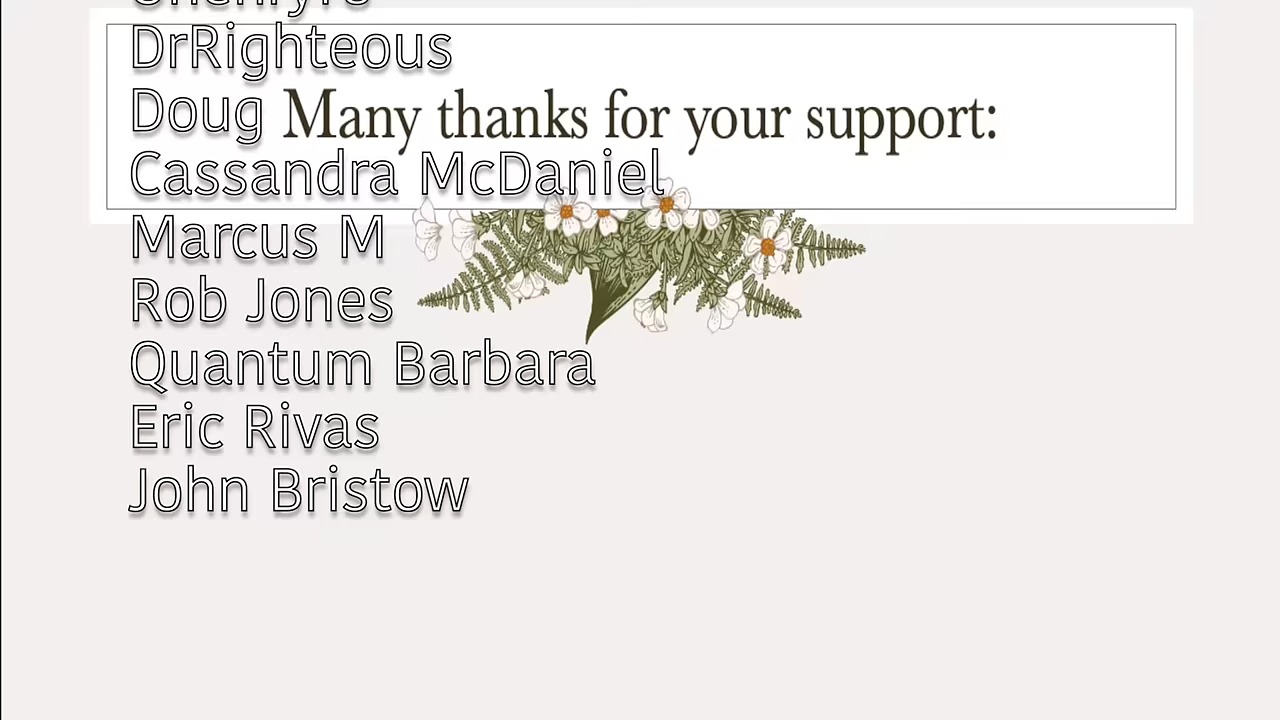 DrRighteous
Doug
Many thanks for your support:
Cassandra McDaniel
Marcus M
Rob Jones
Quantum Barbara
Eric Rivas
John Bristow